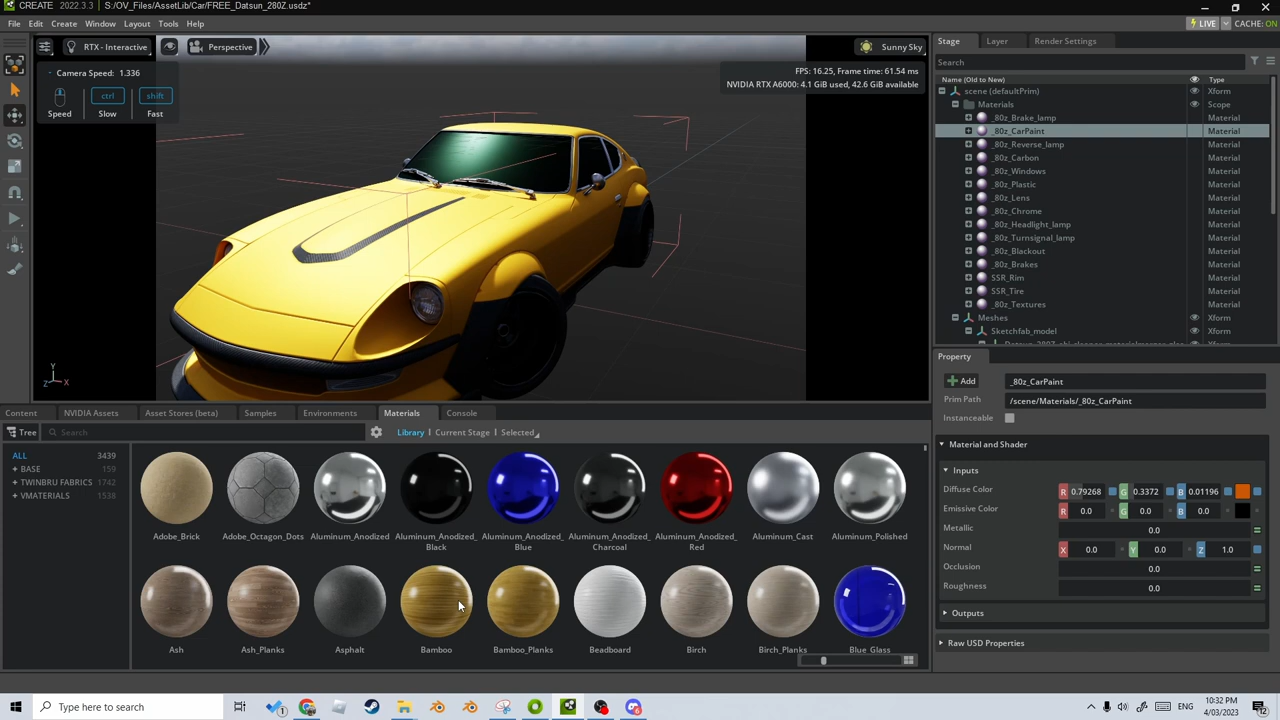 CREATE 2022.3.3 S:/OV_Files/AssetLib/Car/FREE_Datsun_280Z.usdz*
File Edit Create Window Layout Tools Help
LIVE CACHE: ON
RTX - Interactive Perspective Sunny Sky
Camera Speed: 1.336
ctrl shift
Speed Slow Fast
FPS: 16.25, Frame time: 61.54 ms
NVIDIA RTX A6000: 4.1 GiB used, 42.6 GiB available
Y
Z X
Stage Layer Render Settings
Search
Name (Old to New) Type
scene (defaultPrim) Xform
Materials Scope
_80z_Brake_lamp Material
_80z_CarPaint Material
_80z_Reverse_lamp Material
_80z_Carbon Material
_80z_Windows Material
_80z_Plastic Material
_80z_Lens Material
_80z_Chrome Material
_80z_Headlight_lamp Material
_80z_Turnsignal_lamp Material
_80z_Blackout Material
_80z_Brakes Material
SSR_Rim Material
SSR_Tire Material
_80z_Textures Material
Meshes Xform
Sketchfab_model Xform
Property
Add _80z_CarPaint
Prim Path /scene/Materials/_80z_CarPaint
Instanceable
Material and Shader
Inputs
Diffuse Color R 0.79268 G 0.3372 B 0.01196
Emissive Color R 0.0 G 0.0 B 0.0
Metallic 0.0
Normal X 0.0 Y 0.0 Z 1.0
Occlusion 0.0
Roughness 0.0
Outputs
Raw USD Properties
Content NVIDIA Assets Asset Stores (beta) Samples Environments Materials Console
Tree Search Library Current Stage Selected
ALL 3439
+ BASE 159
+ TWINBRU FABRICS 1742
+ VMATERIALS 1538
Adobe_Brick Adobe_Octagon_Dots Aluminum_Anodized Aluminum_Anodized_ Aluminum_Anodized_ Aluminum_Anodized_ Aluminum_Anodized_ Aluminum_Cast Aluminum_Polished
Black Blue Charcoal Red
Ash Ash_Planks Asphalt Bamboo Bamboo_Planks Beadboard Birch Birch_Planks Blue_Glass
Type here to search
10:32 PM
4/03/2023